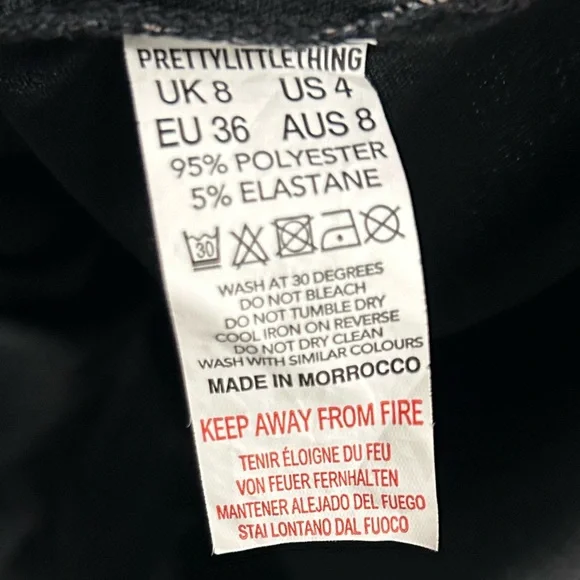 PRETTYLITTLETHING
UK 8 US 4
EU 36 AUS 8
95% POLYESTER
5% ELASTANE
30
WASH AT 30 DEGREES
DO NOT BLEACH
DO NOT TUMBLE DRY
COOL IRON ON REVERSE
DO NOT DRY CLEAN
WASH WITH SIMILAR COLOURS
MADE IN MORROCCO
KEEP AWAY FROM FIRE
TENIR ÉLOIGNE DU FEU
VON FEUER FERNHALTEN
MANTENER ALEJADO DEL FUEGO
STAI LONTANO DAL FUOCO